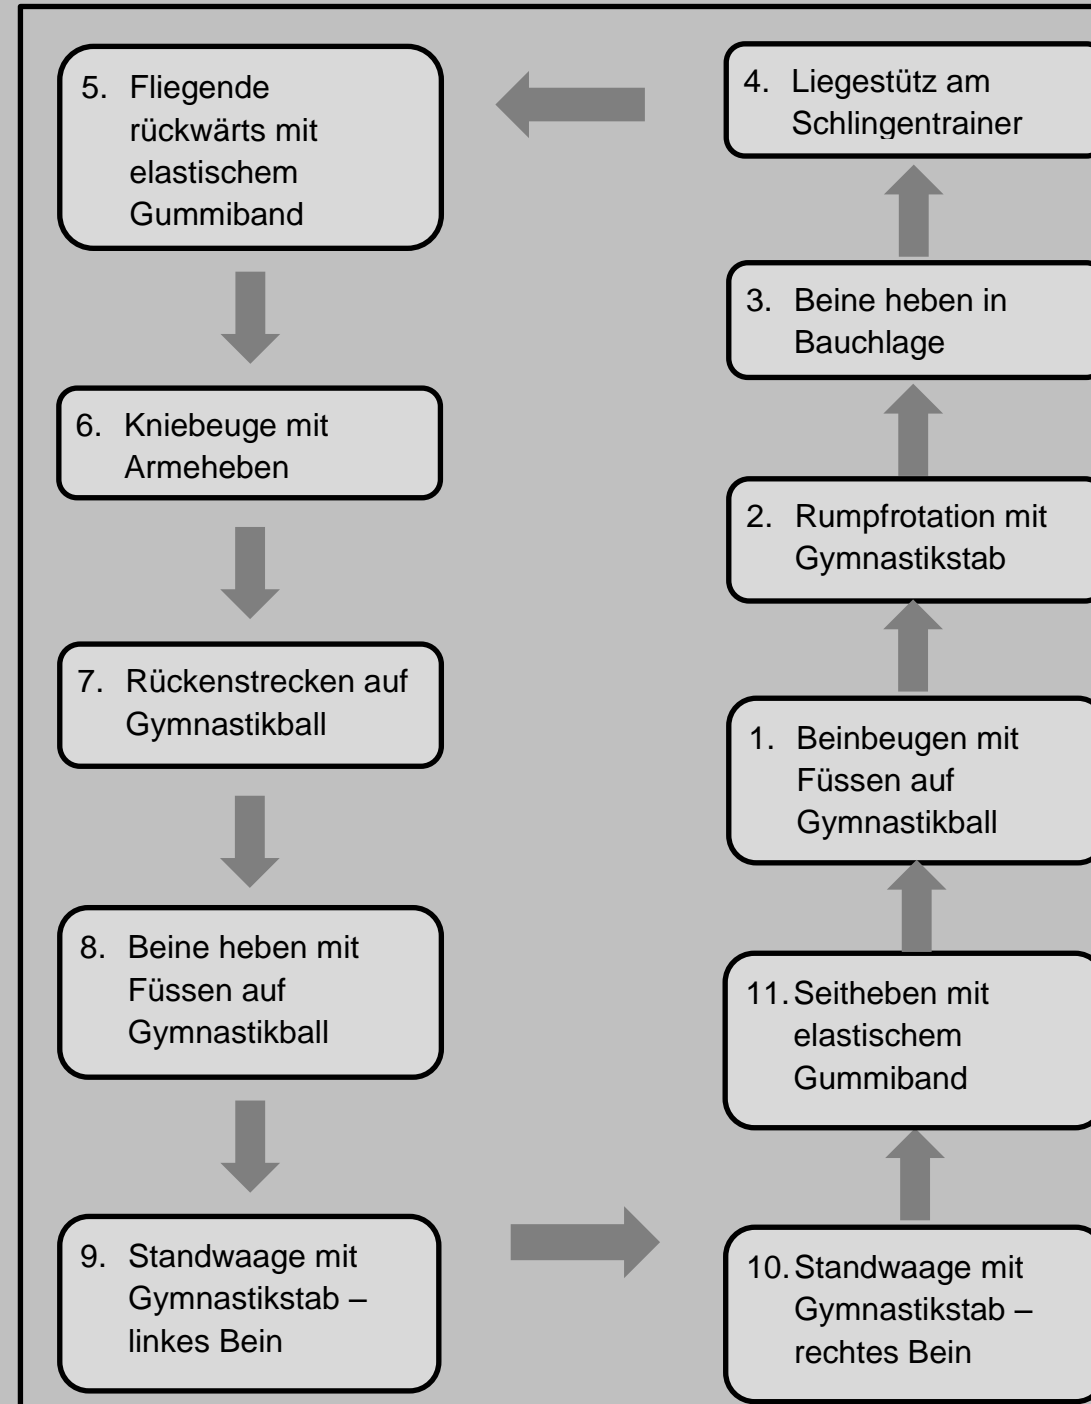 5. Fliegende
rückwärts mit
elastischem
Gummiband
4. Liegestütz am
Schlingentrainer
3. Beine heben in
Bauchlage
6. Kniebeuge mit
Armeheben
2. Rumpfrotation mit
Gymnastikstab
7. Rückenstrecken auf
Gymnastikball
1. Beinbeugen mit
Füssen auf
Gymnastikball
8. Beine heben mit
Füssen auf
Gymnastikball
11. Seitheben mit
elastischem
Gummiband
9. Standwaage mit
Gymnastikstab –
linkes Bein
10. Standwaage mit
Gymnastikstab –
rechtes Bein